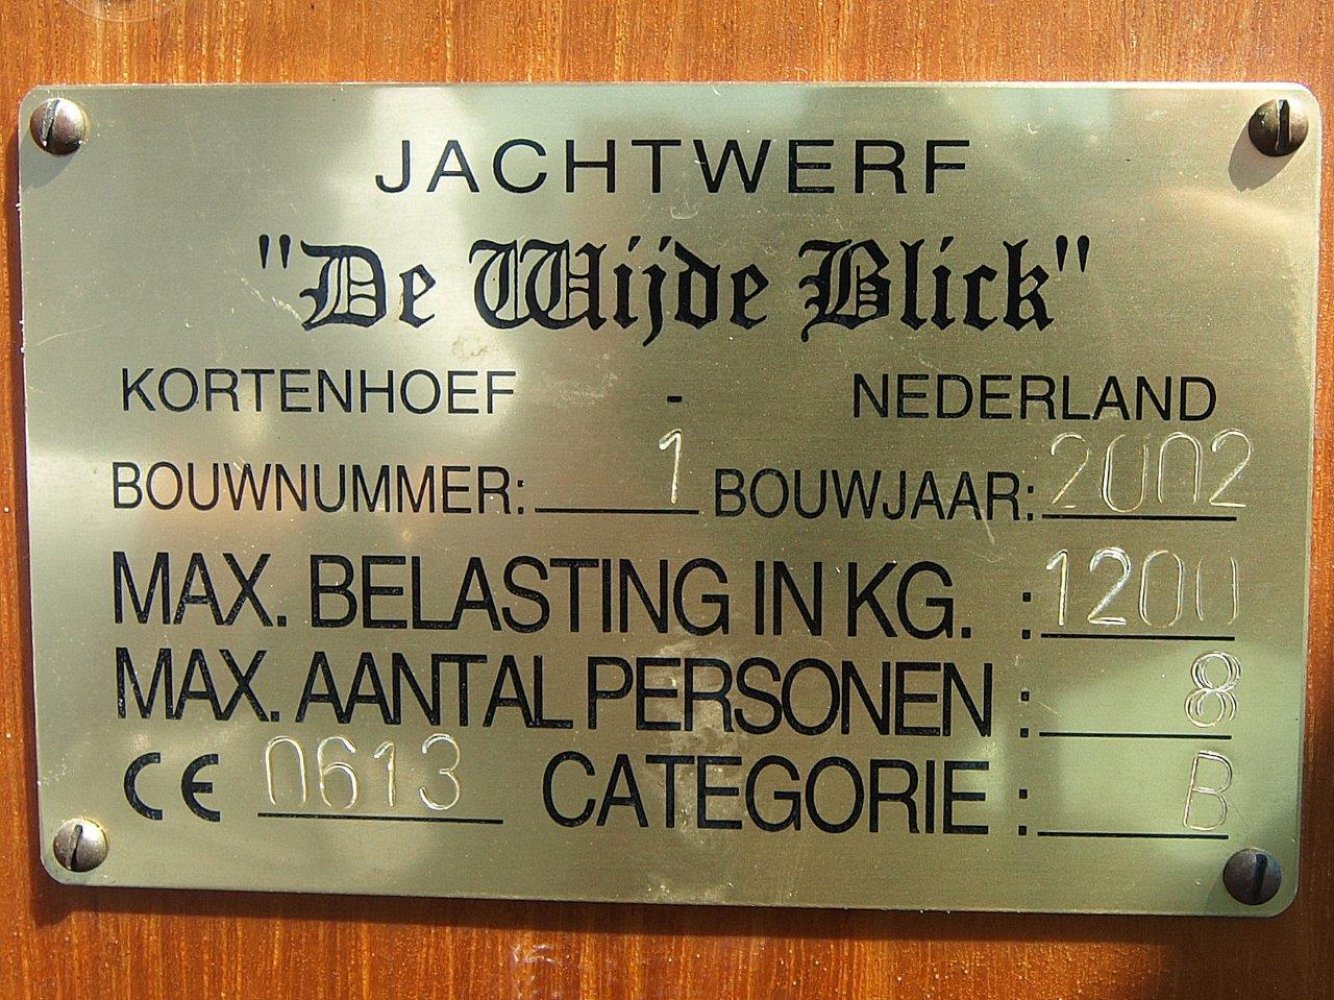 JACHTWERF
"De Wijde Blick"
KORTENHOEF - NEDERLAND
BOUWNUMMER: 1 BOUWJAAR: 2002
MAX. BELASTING IN KG. : 1200
MAX. AANTAL PERSONEN : 8
CE 0613 CATEGORIE : B